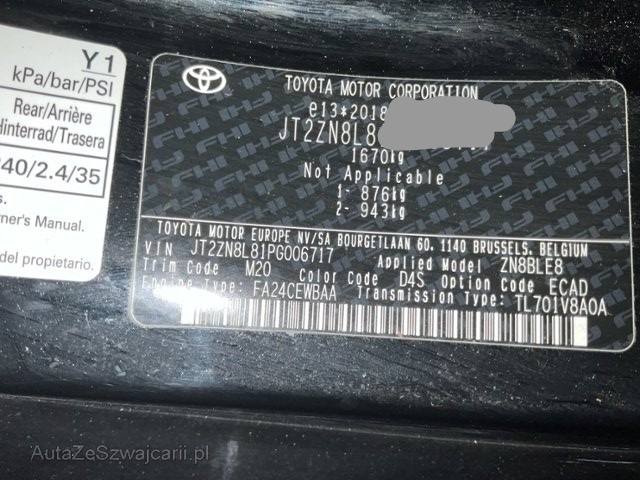 Y1
kPa/bar/PSI
Rear/Arrière
Hinterrad/Trasera
240/2.4/35
ner's Manual.
del propietario.
TOYOTA MOTOR CORPORATION
e13*2018
JT2ZN8L8
1670kg
Not Applicable
1- 876kg
2- 943kg
TOYOTA MOTOR EUROPE NV/SA BOURGETLAAN 60, 1140 BRUSSELS, BELGIUM
VIN JT2ZN8L81PG006717 Applied Model ZN8BLE8
Trim Code M20 Color Code D4S Option Code ECAD
Engine Type: FA24CEWBAA Transmission Type: TL701V8A0A
AutaZeSzwajcarii.pl